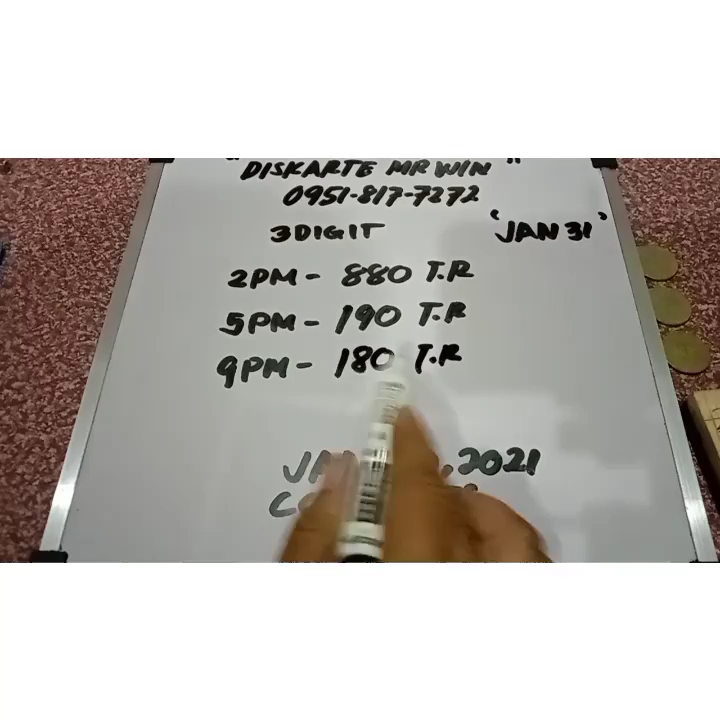 "DISKARTE MR WIN"
0951-817-7272
3DIGIT 'JAN 31'
2PM - 880 T.R
5PM - 190 T.R
9PM - 180 T.R
2021